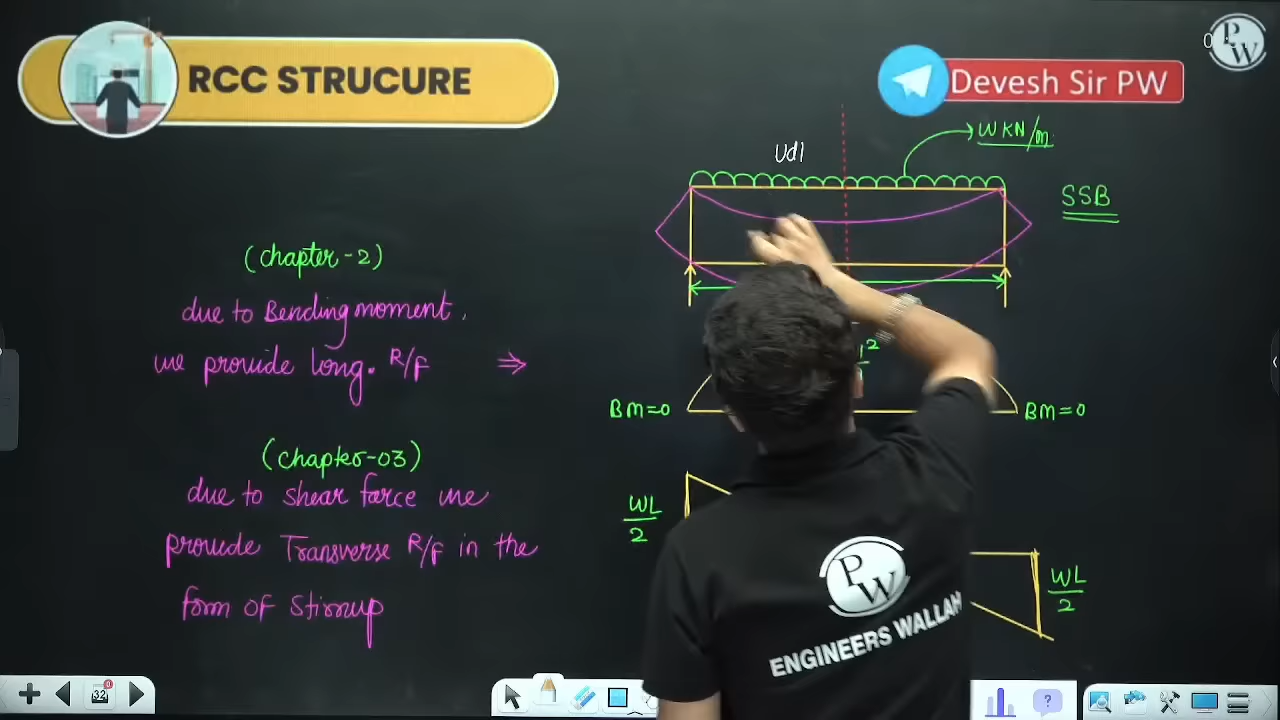 RCC STRUCURE
Devesh Sir PW
PW
Udl
W KN/m
SSB
(chapter-2)
due to Bending moment.
we provide long. R/F ⇒
BM=0
BM=0
(chapter-03)
due to shear force we
provide Transverse R/F in the
form of Stirrup
WL/2
WL/2
PW
ENGINEERS WALLAH
32